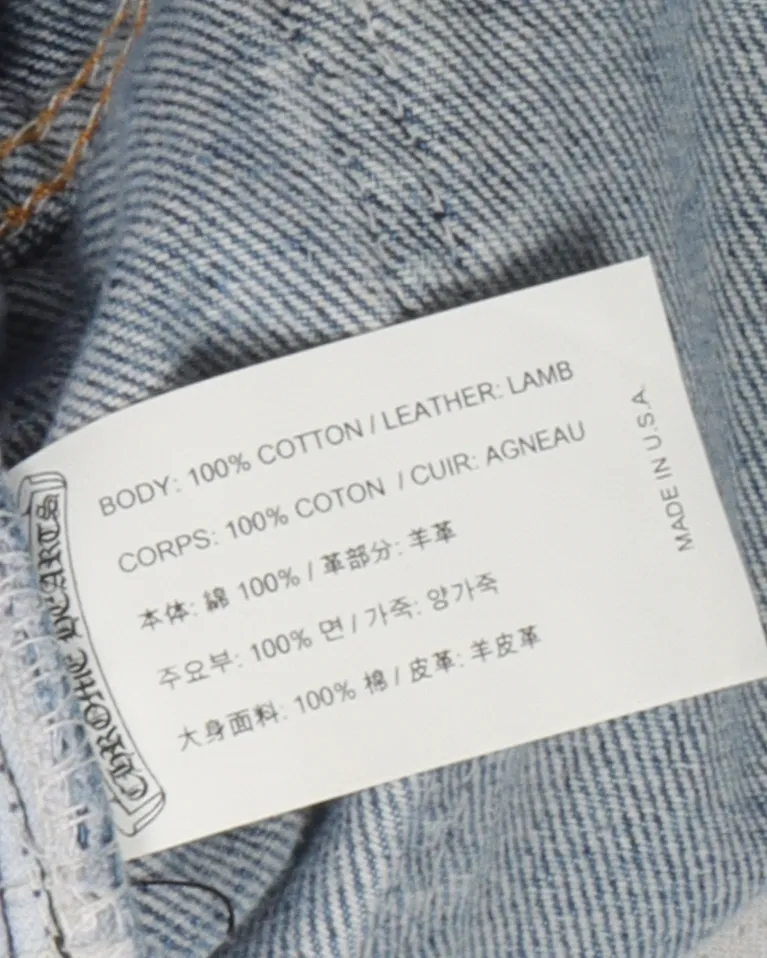 CHROME HEARTS
BODY: 100% COTTON / LEATHER: LAMB
CORPS: 100% COTON / CUIR: AGNEAU
本体: 綿 100% / 革部分: 羊革
주요부: 100% 면 / 가죽: 양가죽
大身面料: 100% 棉 / 皮革: 羊皮革
MADE IN U.S.A.